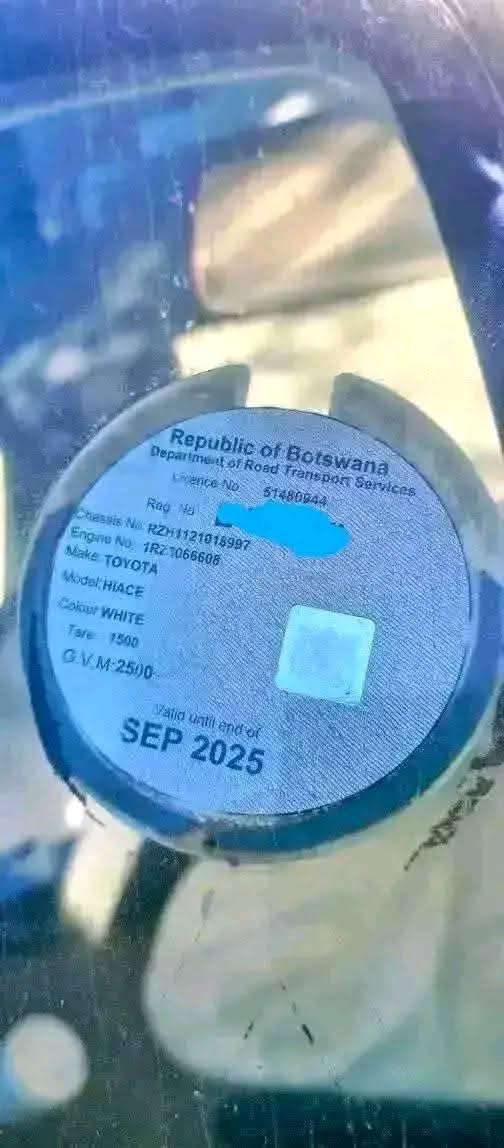 Republic of Botswana
Department of Road Transport Services
Licence No. 51480944
Reg. No.
Chassis No. RZH1121018997
Engine No: 1RZ1066608
Make: TOYOTA
Model: HIACE
Colour WHITE
Tare: 1500
G.V.M:2500
Valid until end of
SEP 2025